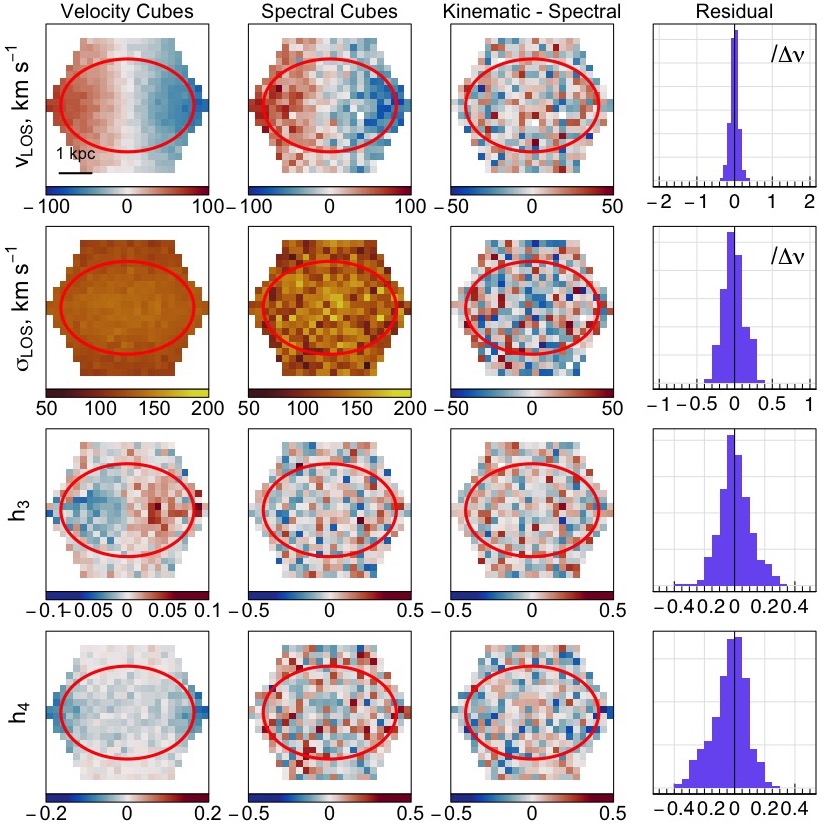 Velocity Cubes Spectral Cubes Kinematic - Spectral Residual
v_LOS, km s⁻¹
1 kpc
/Δν
−100 0 100 −100 0 100 −50 0 50 −2 −1 0 1 2
σ_LOS, km s⁻¹
/Δν
50 100 150 200 50 100 150 200 −50 0 50 −1 −0.5 0 0.5 1
h₃
−0.1 −0.05 0 0.05 0.1 −0.5 0 0.5 −0.5 0 0.5 −0.4 0.2 0 0.2 0.4
h₄
−0.2 0 0.2 −0.5 0 0.5 −0.5 0 0.5 −0.4 0.2 0 0.2 0.4